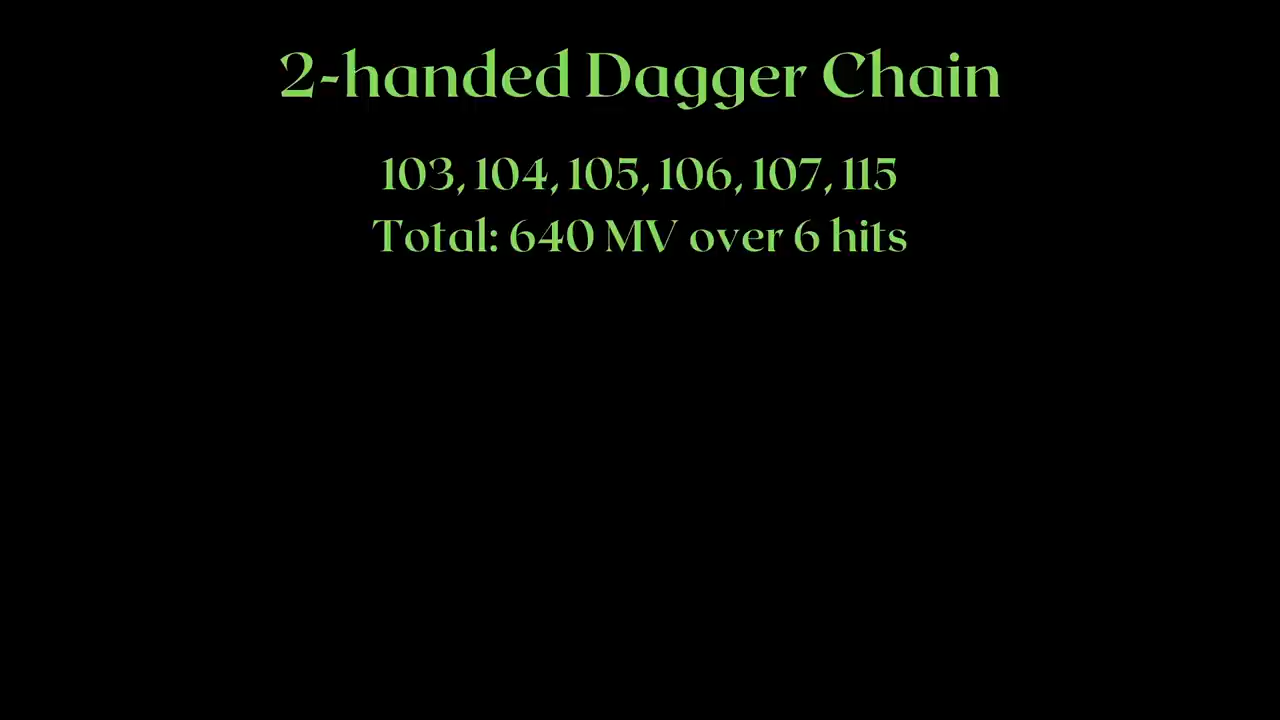 2-handed Dagger Chain
103, 104, 105, 106, 107, 115
Total: 640 MV over 6 hits